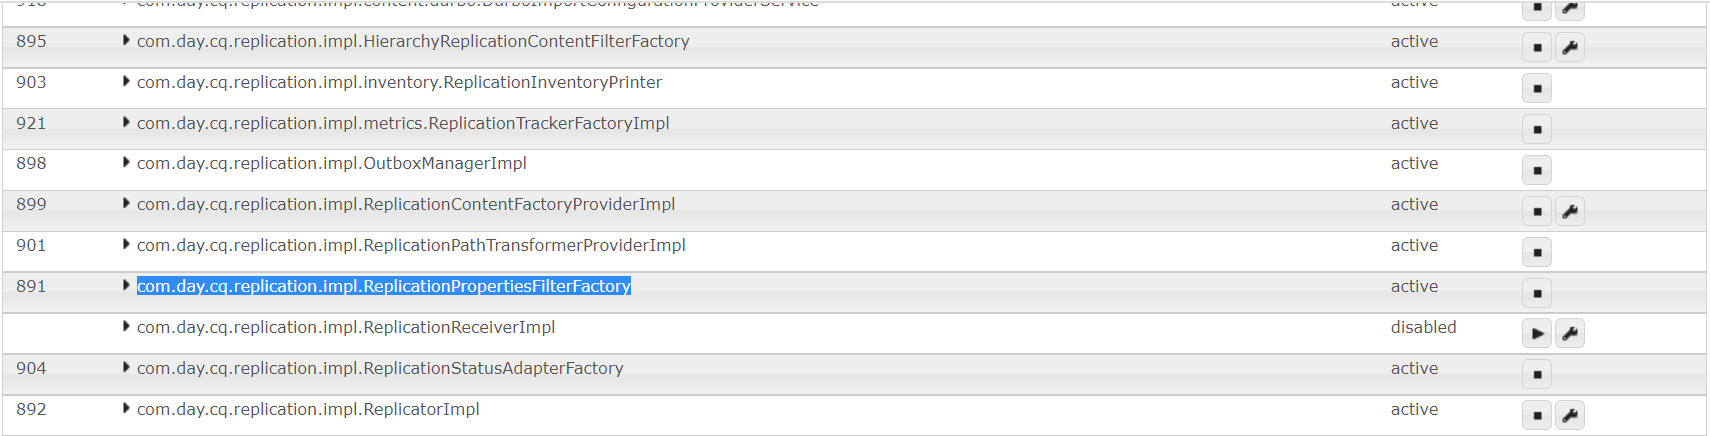 910 com.day.cq.replication.impl.content.durbo.DurboImportConfigurationProviderService active
895 com.day.cq.replication.impl.HierarchyReplicationContentFilterFactory active
903 com.day.cq.replication.impl.inventory.ReplicationInventoryPrinter active
921 com.day.cq.replication.impl.metrics.ReplicationTrackerFactoryImpl active
898 com.day.cq.replication.impl.OutboxManagerImpl active
899 com.day.cq.replication.impl.ReplicationContentFactoryProviderImpl active
901 com.day.cq.replication.impl.ReplicationPathTransformerProviderImpl active
891 com.day.cq.replication.impl.ReplicationPropertiesFilterFactory active
com.day.cq.replication.impl.ReplicationReceiverImpl disabled
904 com.day.cq.replication.impl.ReplicationStatusAdapterFactory active
892 com.day.cq.replication.impl.ReplicatorImpl active